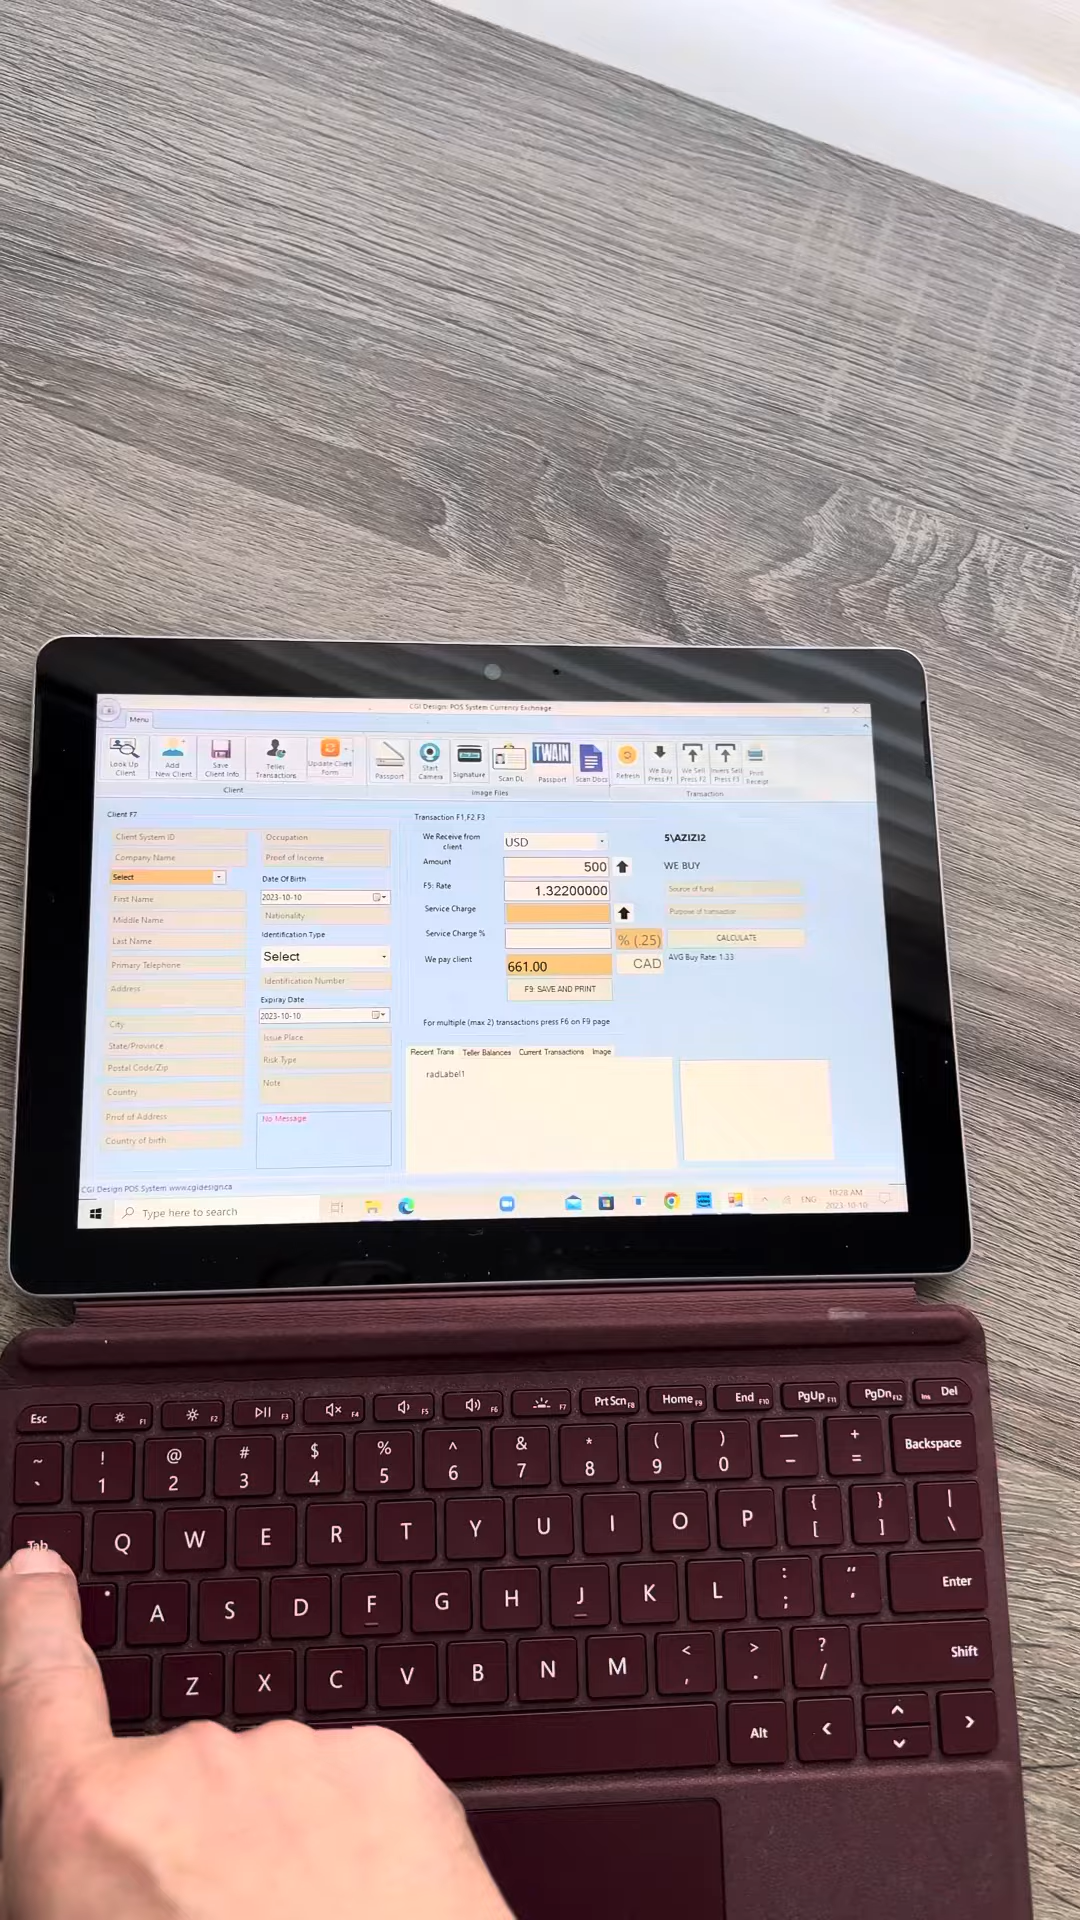 CGI Design: POS System Currency Exchnage
Menu
Look Up Client
Add New Client
Save Client Info
Teller Transactions
Update Client Form
Passport
Start Camera
Signature
Scan DL
TWAIN
Passport
Scan Docs
Refresh
We Buy Press F1
We Sell Press F2
Invers Sell Press F3
Print Receipt
Client
Image Files
Transaction
Client F7
Client System ID
Company Name
Select
First Name
Middle Name
Last Name
Primary Telephone
Address
City
State/Province
Postal Code/Zip
Country
Prrof of Address
Country of birth
Occupation
Proof of Income
Date Of Birth
2023-10-10
Nationality
Identification Type
Select
Identification Number
Expiray Date
2023-10-10
Issue Place
Risk Type
Note
No Message
Transaction F1,F2 F3
We Receive from client
USD
Amount
500
F5: Rate
1.32200000
Service Charge
Service Charge %
% (.25)
We pay client
661.00
CAD
F9: SAVE AND PRINT
For multiple (max 2) transactions press F6 on F9 page
5\AZIZI2
WE BUY
Source of fund
Purpose of transaction
CALCULATE
AVG Buy Rate: 1.33
Recent Trans
Teller Balances
Current Transactions
Image
radLabel1
CGI Design POS System www.cgidesign.ca
Type here to search
ENG
10:28 AM
2023-10-10
Esc
F1
F2
F3
F4
F5
F6
F7
PrtScn F8
Home F9
End F10
PgUp F11
PgDn F12
Ins Del
~ ! @ # $ % ^ & * ( ) — +
` 1 2 3 4 5 6 7 8 9 0 - = Backspace
Tab Q W E R T Y U I O P { [ } ] | \
A S D F G H J K L : ; “ ' Enter
Z X C V B N M < , > . ? / Shift
Alt < ^ >